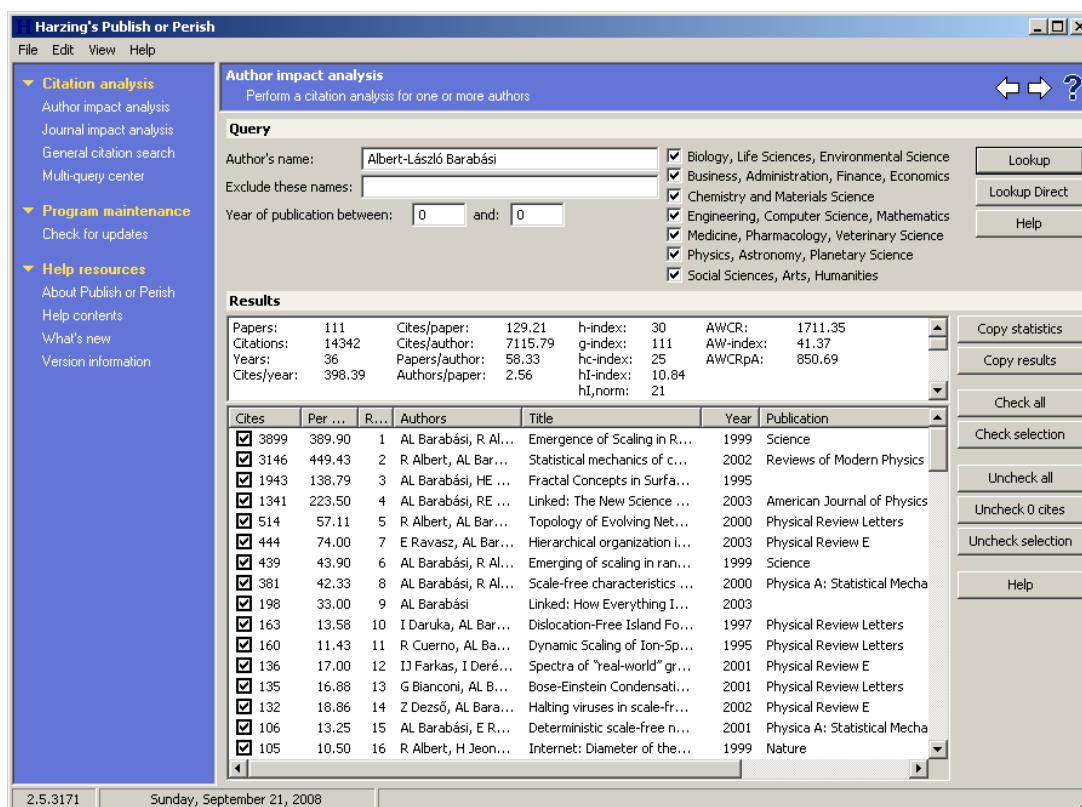 Harzing's Publish or Perish
File Edit View Help
Citation analysis
Author impact analysis
Journal impact analysis
General citation search
Multi-query center
Program maintenance
Check for updates
Help resources
About Publish or Perish
Help contents
What's new
Version information
Author impact analysis
Perform a citation analysis for one or more authors
?
Query
Author's name: Albert-László Barabási
Exclude these names:
Year of publication between: 0 and: 0
Biology, Life Sciences, Environmental Science
Business, Administration, Finance, Economics
Chemistry and Materials Science
Engineering, Computer Science, Mathematics
Medicine, Pharmacology, Veterinary Science
Physics, Astronomy, Planetary Science
Social Sciences, Arts, Humanities
Lookup
Lookup Direct
Help
Results
Papers: 111 Cites/paper: 129.21 h-index: 30 AWCR: 1711.35
Citations: 14342 Cites/author: 7115.79 g-index: 111 AW-index: 41.37
Years: 36 Papers/author: 58.33 hc-index: 25 AWCRpA: 850.69
Cites/year: 398.39 Authors/paper: 2.56 hI-index: 10.84
hI,norm: 21
Copy statistics
Copy results
Check all
Check selection
Uncheck all
Uncheck 0 cites
Uncheck selection
Help
Cites Per ... R... Authors Title Year Publication
3899 389.90 1 AL Barabási, R Al... Emergence of Scaling in R... 1999 Science
3146 449.43 2 R Albert, AL Bar... Statistical mechanics of c... 2002 Reviews of Modern Physics
1943 138.79 3 AL Barabási, HE ... Fractal Concepts in Surfa... 1995
1341 223.50 4 AL Barabási, RE ... Linked: The New Science ... 2003 American Journal of Physics
514 57.11 5 R Albert, AL Bar... Topology of Evolving Net... 2000 Physical Review Letters
444 74.00 7 E Ravasz, AL Bar... Hierarchical organization i... 2003 Physical Review E
439 43.90 6 AL Barabási, R Al... Emerging of scaling in ran... 1999 Science
381 42.33 8 AL Barabási, R Al... Scale-free characteristics ... 2000 Physica A: Statistical Mecha
198 33.00 9 AL Barabási Linked: How Everything I... 2003
163 13.58 10 I Daruka, AL Bar... Dislocation-Free Island Fo... 1997 Physical Review Letters
160 11.43 11 R Cuerno, AL Ba... Dynamic Scaling of Ion-Sp... 1995 Physical Review Letters
136 17.00 12 IJ Farkas, I Deré... Spectra of "real-world" gr... 2001 Physical Review E
135 16.88 13 G Bianconi, AL B... Bose-Einstein Condensati... 2001 Physical Review Letters
132 18.86 14 Z Dezső, AL Bara... Halting viruses in scale-fr... 2002 Physical Review E
106 13.25 15 AL Barabási, E R... Deterministic scale-free n... 2001 Physica A: Statistical Mecha
105 10.50 16 R Albert, H Jeon... Internet: Diameter of the... 1999 Nature
2.5.3171 Sunday, September 21, 2008